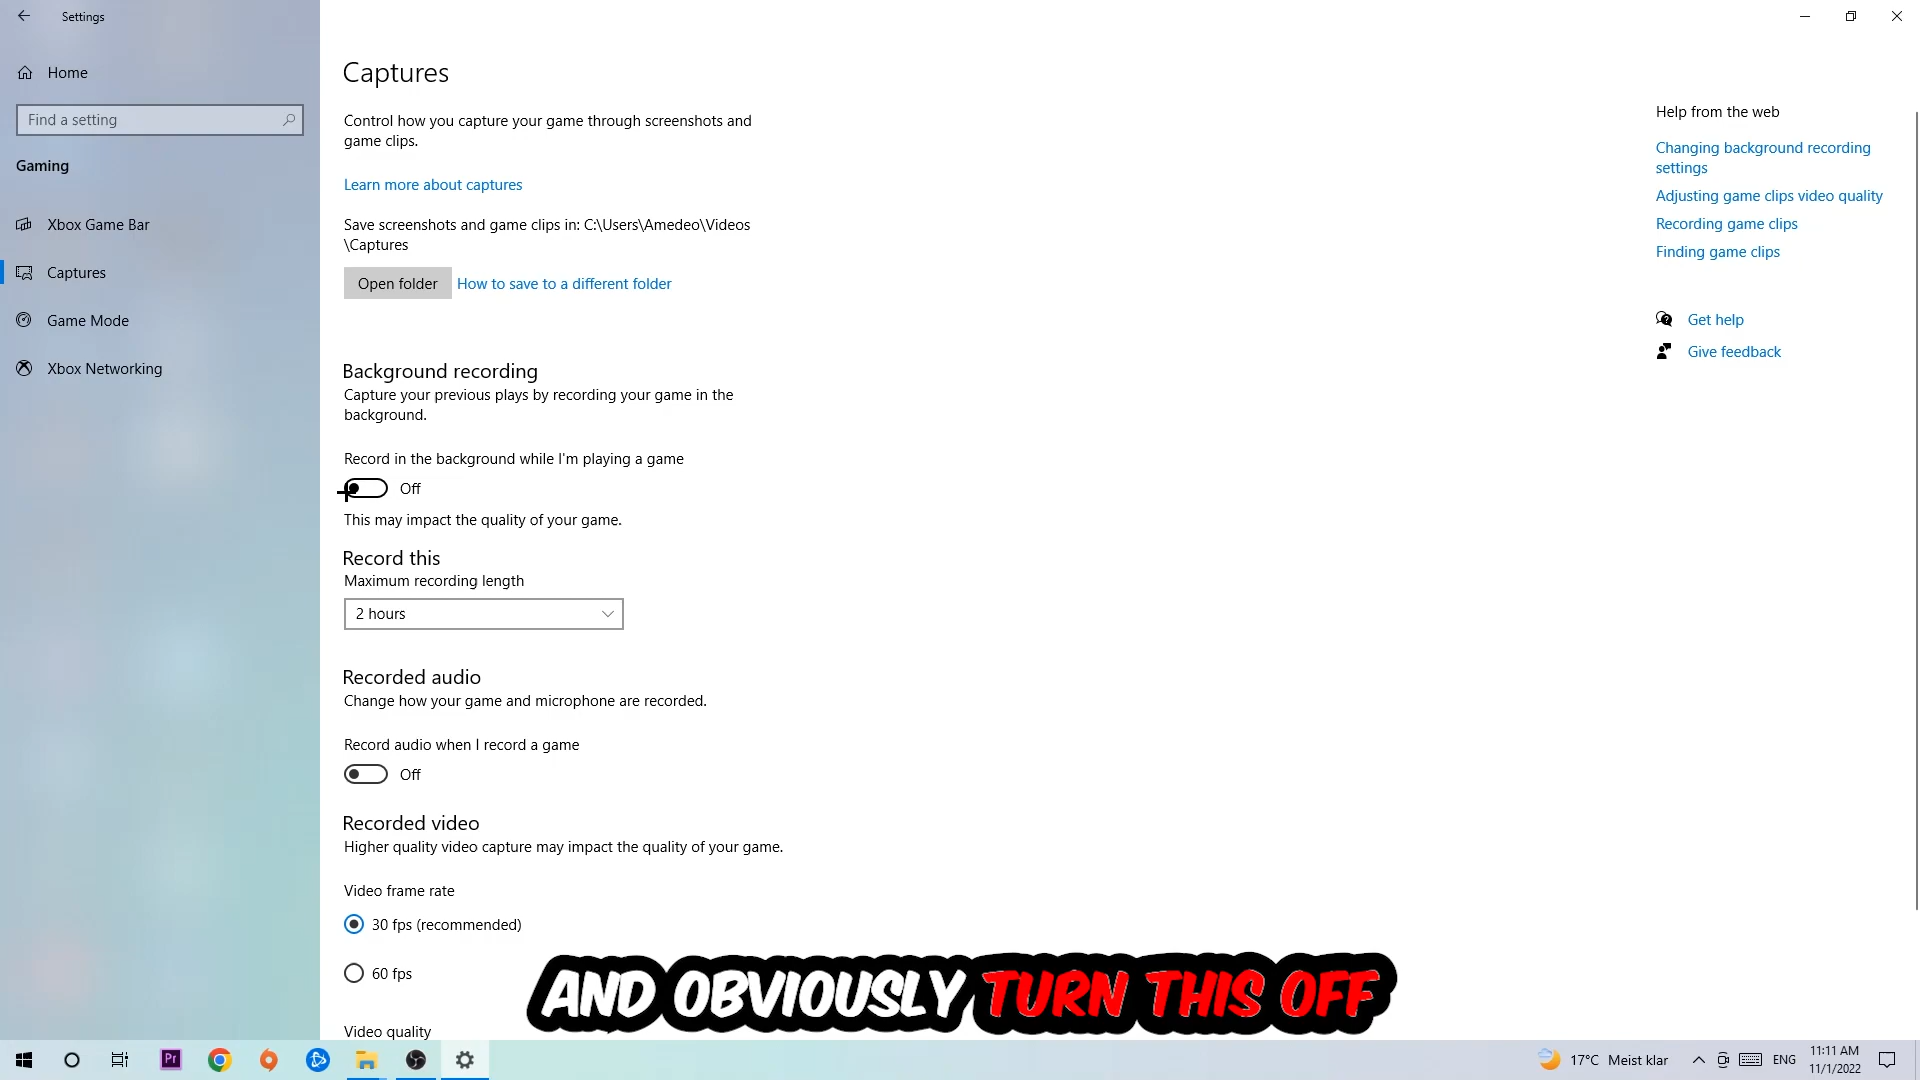 Settings
Home
Find a setting
Gaming
Xbox Game Bar
Captures
Game Mode
Xbox Networking
Captures
Control how you capture your game through screenshots and
game clips.
Learn more about captures
Save screenshots and game clips in: C:\Users\Amedeo\Videos
\Captures
Open folder
How to save to a different folder
Background recording
Capture your previous plays by recording your game in the
background.
Record in the background while I'm playing a game
Off
This may impact the quality of your game.
Record this
Maximum recording length
2 hours
Recorded audio
Change how your game and microphone are recorded.
Record audio when I record a game
Off
Recorded video
Higher quality video capture may impact the quality of your game.
Video frame rate
30 fps (recommended)
60 fps
Video quality
Help from the web
Changing background recording
settings
Adjusting game clips video quality
Recording game clips
Finding game clips
Get help
Give feedback
AND OBVIOUSLY TURN THIS OFF
Pr
17°C Meist klar
ENG
11:11 AM
11/1/2022